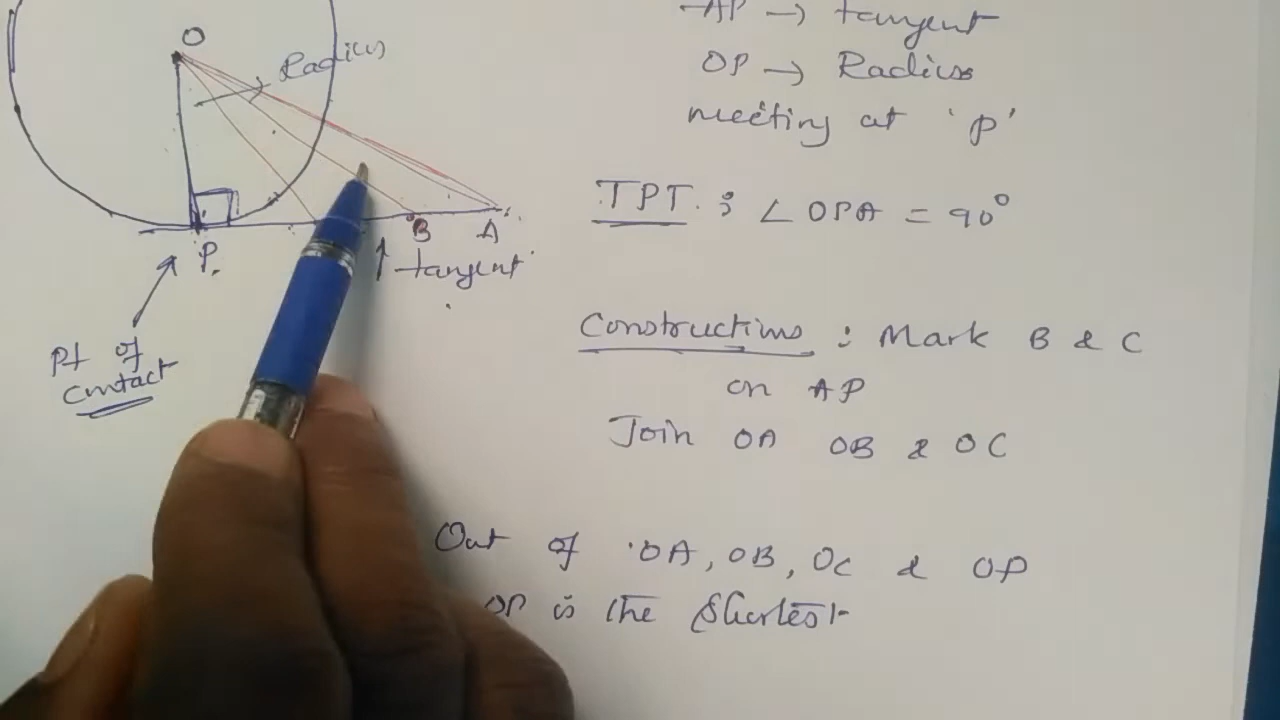 AP → tangent
OP → Radius
meeting at 'P'
O
Radius
TPT : ∠OPA = 90°
P.
B
A
tangent
Pt of
Contact
Constructions : Mark B & C
on AP
Join OA OB & OC
Out of OA, OB, OC & OP
OP is the Shortest